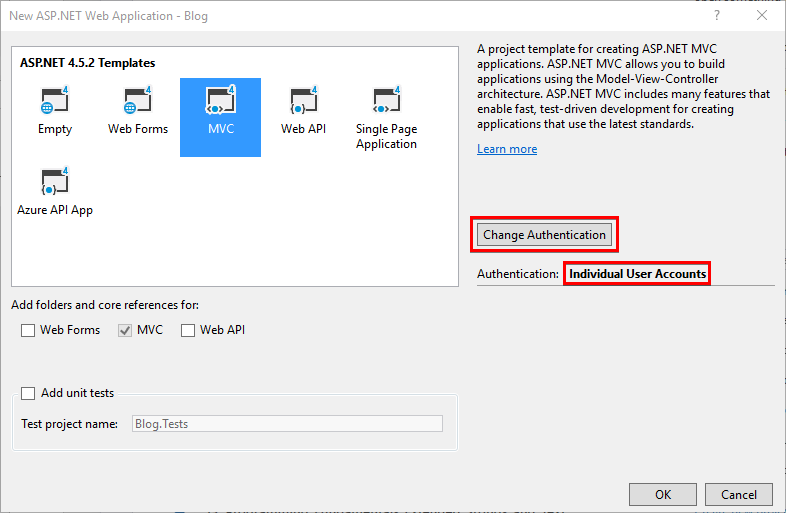 New ASP.NET Web Application - Blog
?
ASP.NET 4.5.2 Templates
Empty
Web Forms
MVC
Web API
Single Page
Application
Azure API App
A project template for creating ASP.NET MVC
applications. ASP.NET MVC allows you to build
applications using the Model-View-Controller
architecture. ASP.NET MVC includes many features that
enable fast, test-driven development for creating
applications that use the latest standards.
Learn more
Change Authentication
Authentication: Individual User Accounts
Add folders and core references for:
Web Forms MVC Web API
Add unit tests
Test project name: Blog.Tests
OK Cancel